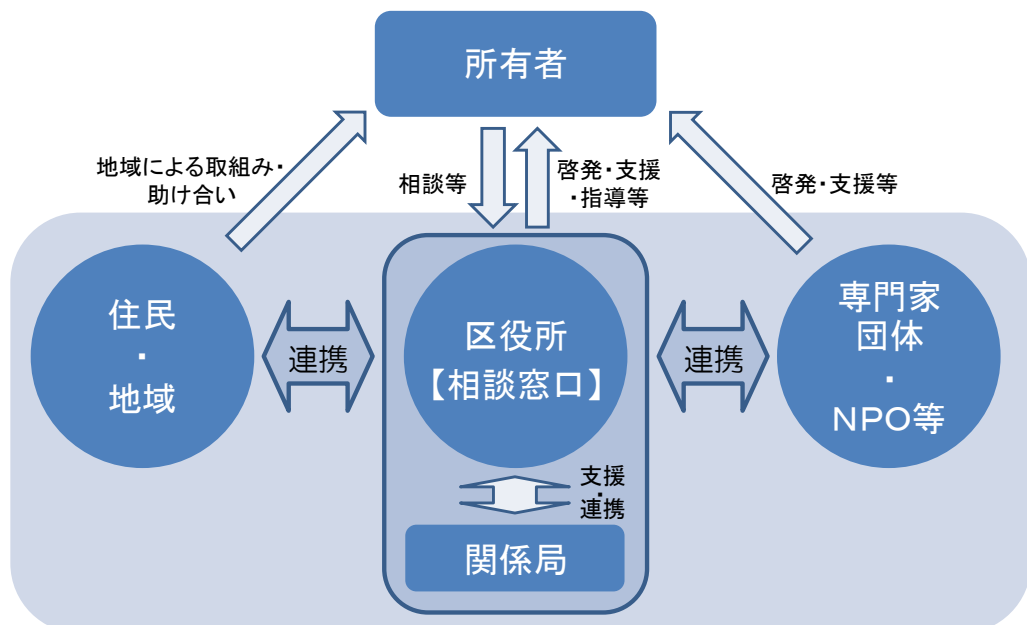 所有者
地域による取組み・
助け合い
相談等
啓発・支援
・指導等
啓発・支援等
住民
・
地域
連携
区役所
【相談窓口】
連携
専門家
団体
・
NPO等
支援
・
連携
関係局